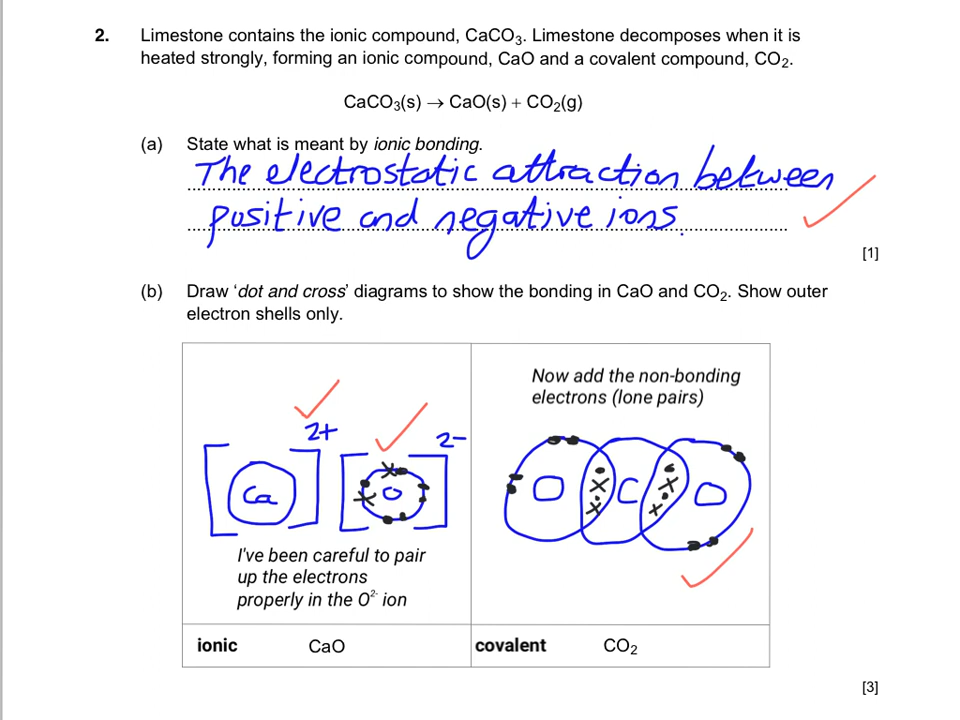 2. Limestone contains the ionic compound, CaCO₃. Limestone decomposes when it is
heated strongly, forming an ionic compound, CaO and a covalent compound, CO₂.
CaCO₃(s) → CaO(s) + CO₂(g)
(a) State what is meant by ionic bonding.
The electrostatic attraction between
positive and negative ions.
[1]
(b) Draw ‘dot and cross’ diagrams to show the bonding in CaO and CO₂. Show outer
electron shells only.
Now add the non-bonding
electrons (lone pairs)
2+ 2-
[Ca] [O] O C O
I've been careful to pair
up the electrons
properly in the O²⁻ ion
ionic CaO covalent CO₂
[3]